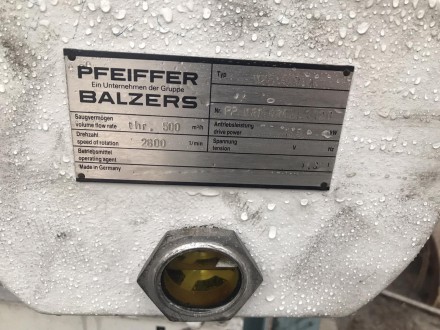 PFEIFFER
Ein Unternehmen der Gruppe
BALZERS
Typ
Nr.
Saugvermögen
volume flow rate 500 m³/h
Antriebsleistung
drive power kW
Drehzahl
speed of rotation 2800 1/min
Spannung
tension V Hz
Betriebsmittel
operating agent
Made in Germany